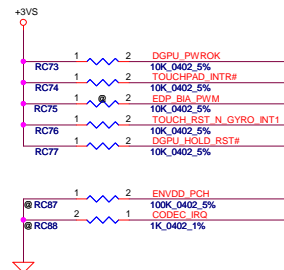 +3VS
1 2 DGPU_PWROK
RC73 10K_0402_5%
1 2 TOUCHPAD_INTR#
RC74 10K_0402_5%
1 @ 2 EDP_BIA_PWM
RC75 10K_0402_5%
1 2 TOUCH_RST_N_GYRO_INT1
RC76 10K_0402_5%
1 2 DGPU_HOLD_RST#
RC77 10K_0402_5%
1 2 ENVDD_PCH
@ RC87 100K_0402_5%
2 1 CODEC_IRQ
@ RC88 1K_0402_1%